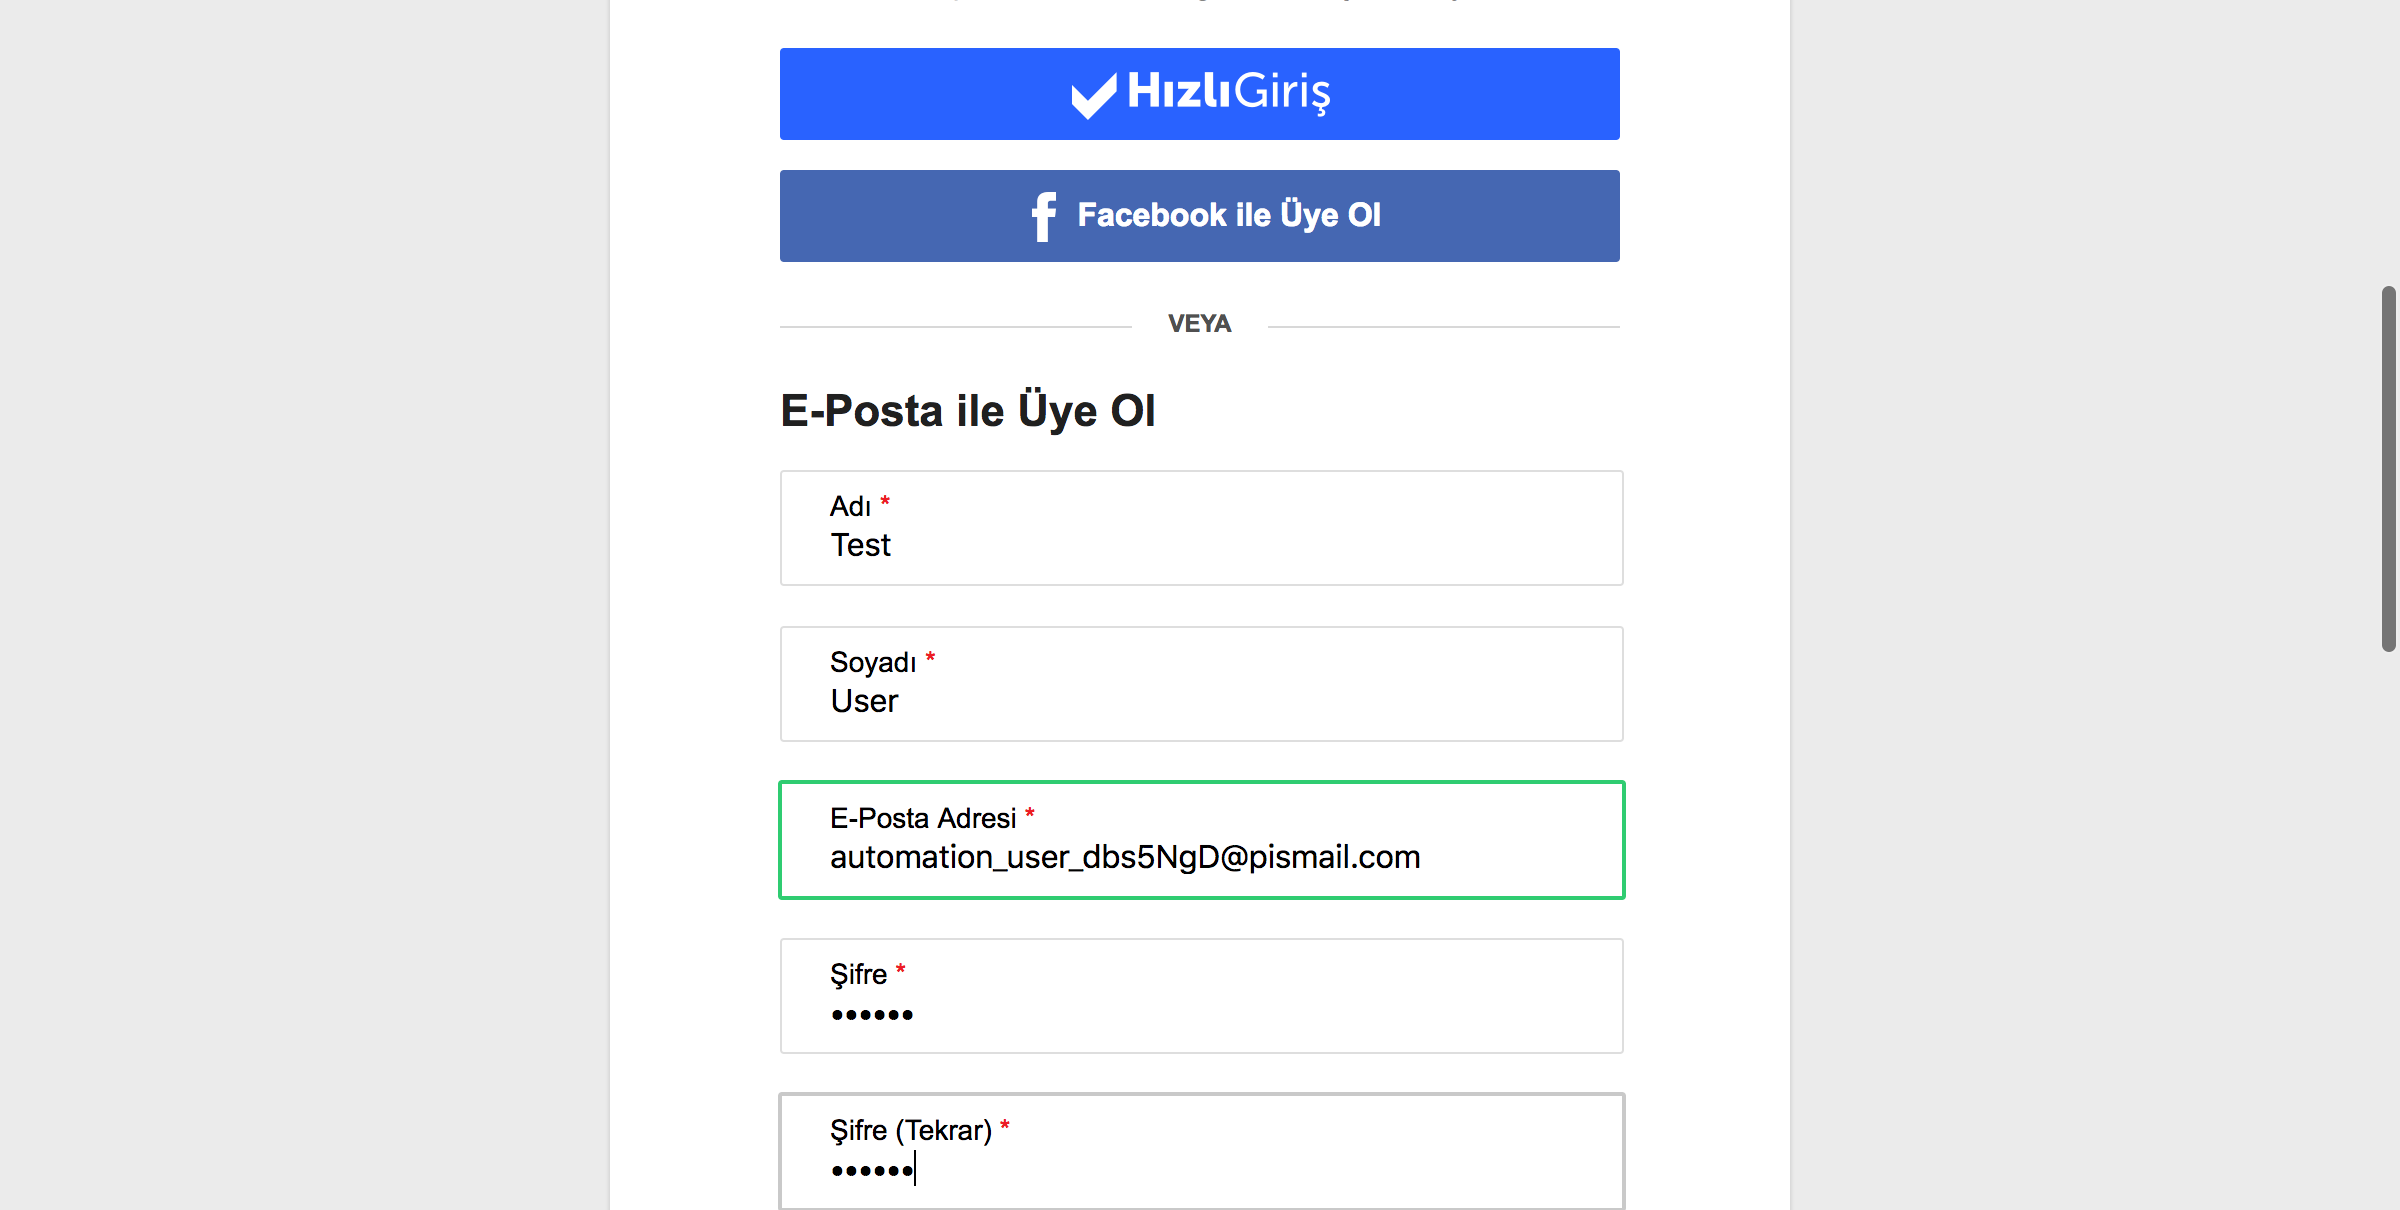 HızlıGiriş
Facebook ile Üye Ol
VEYA
E-Posta ile Üye Ol
Adı *
Test
Soyadı *
User
E-Posta Adresi *
automation_user_dbs5NgD@pismail.com
Şifre *
••••••
Şifre (Tekrar) *
••••••